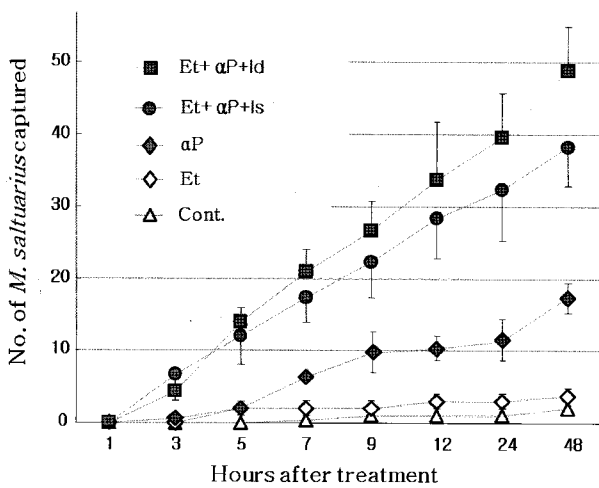 50
40
30
20
10
0
No. of M. saltuarius captured
Et+ αP+Id
Et+ αP+Is
αP
Et
Cont.
1 3 5 7 9 12 24 48
Hours after treatment